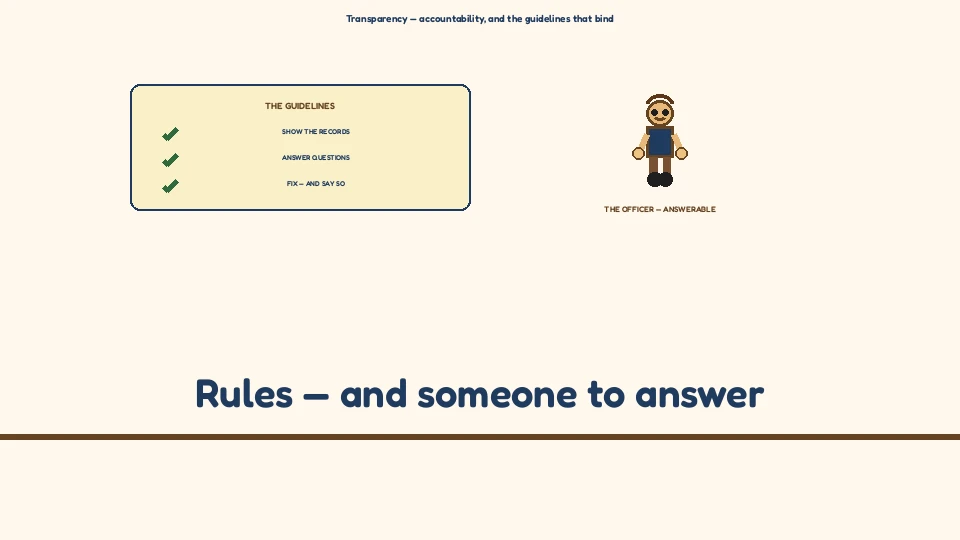 Transparency — accountability, and the guidelines that bind
THE GUIDELINES
SHOW THE RECORDS
ANSWER QUESTIONS
FIX — AND SAY SO
THE OFFICER — ANSWERABLE
Rules — and someone to answer